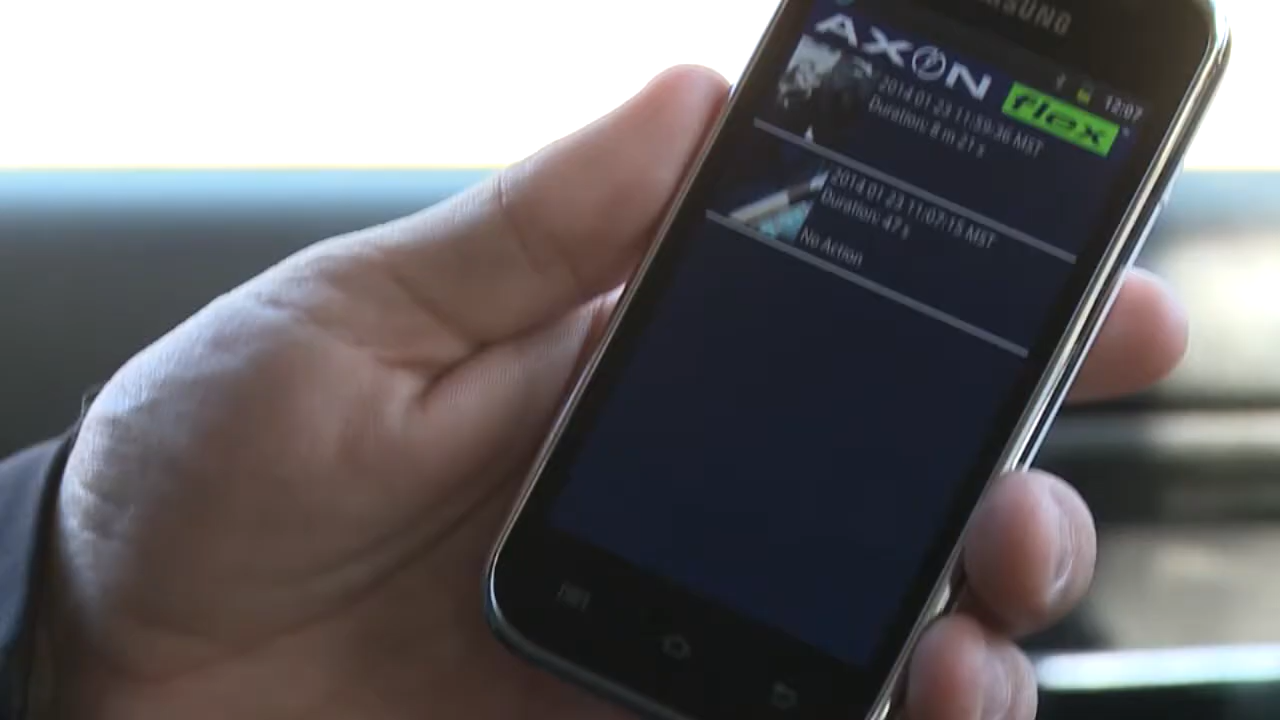 SAMSUNG
12:07
AXON flex
2014 01 23 11:59:36 MST
Duration: 8 m 21 s
2014 01 23 11:07:15 MST
Duration: 47 s
No Action